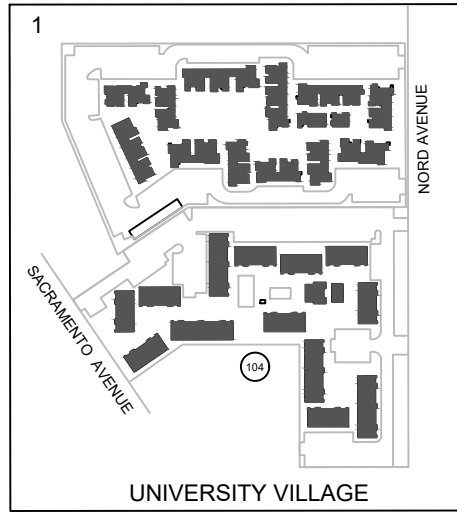 1
NORD AVENUE
SACRAMENTO AVENUE
104
UNIVERSITY VILLAGE